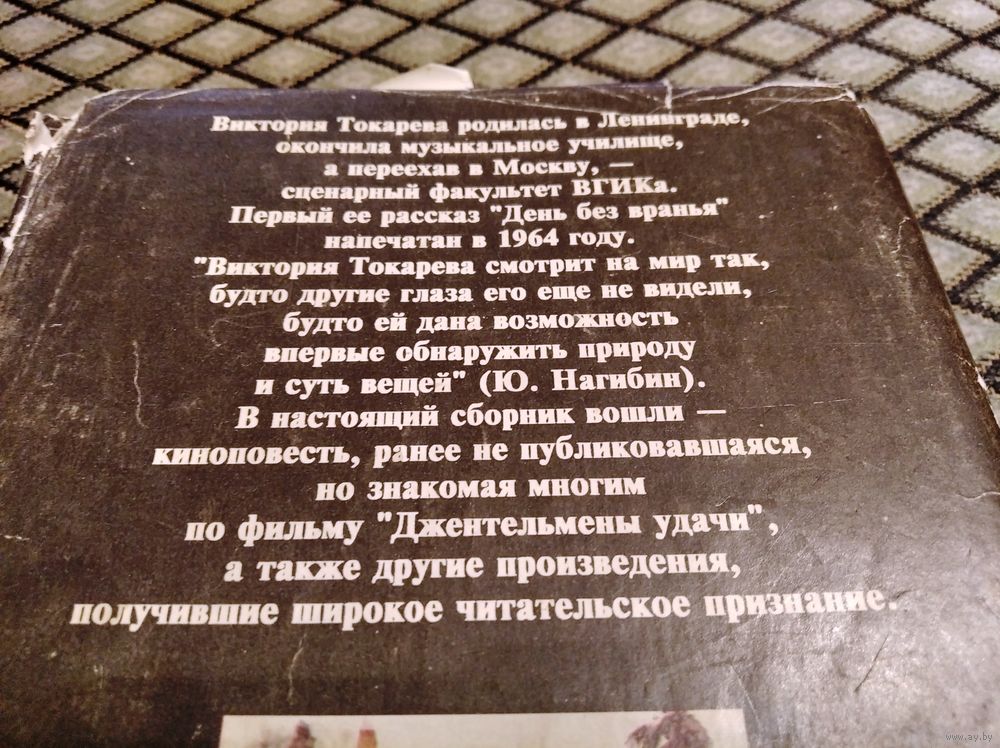 Виктория Токарева родилась в Ленинграде,
окончила музыкальное училище,
а переехав в Москву, —
сценарный факультет ВГИКа.
Первый ее рассказ "День без вранья"
напечатан в 1964 году.
"Виктория Токарева смотрит на мир так,
будто другие глаза его еще не видели,
будто ей дана возможность
впервые обнаружить природу
и суть вещей" (Ю. Нагибин).
В настоящий сборник вошли —
киноповесть, ранее не публиковавшаяся,
но знакомая многим
по фильму "Джентельмены удачи",
а также другие произведения,
получившие широкое читательское признание.
www.ay.by